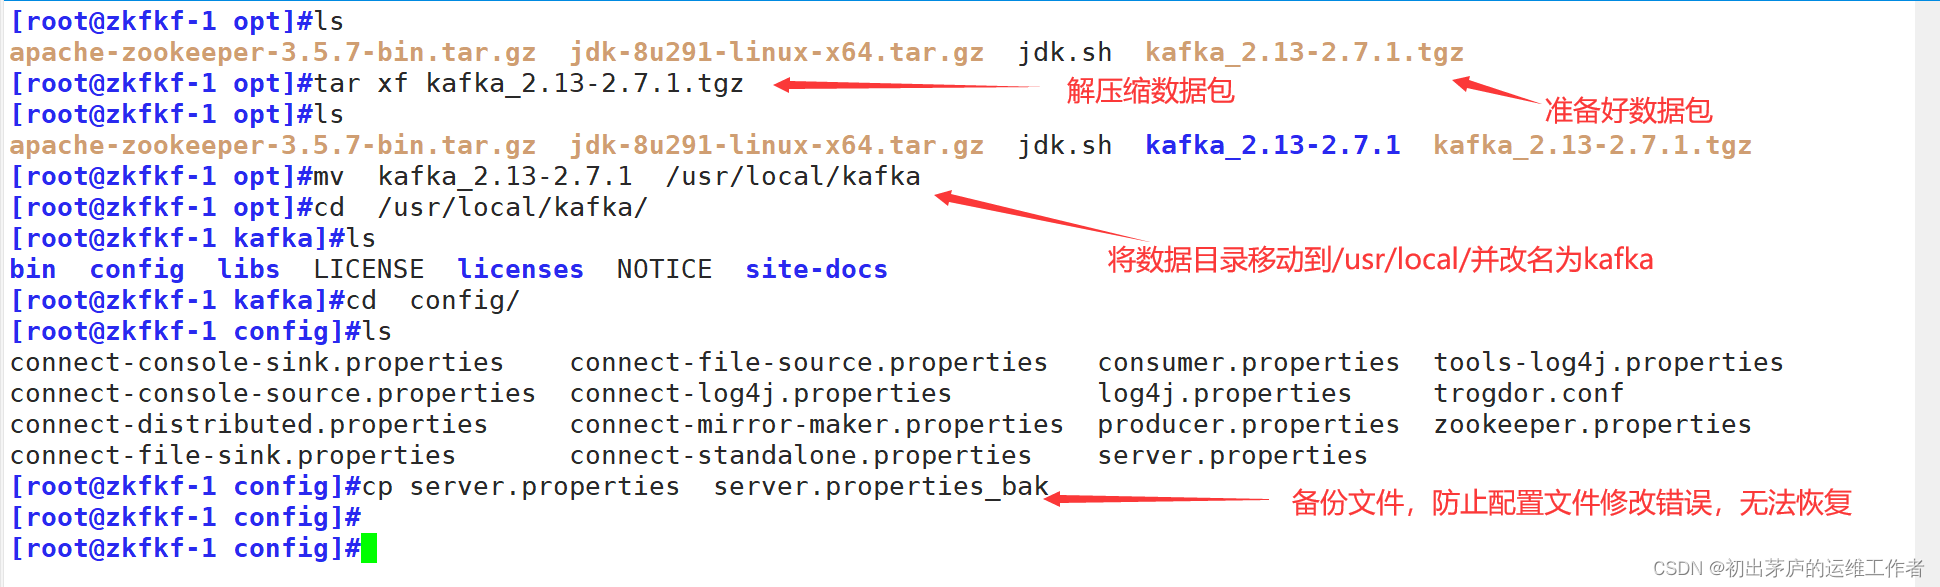 [root@zkfkf-1 opt]#ls
apache-zookeeper-3.5.7-bin.tar.gz  jdk-8u291-linux-x64.tar.gz  jdk.sh  kafka_2.13-2.7.1.tgz
[root@zkfkf-1 opt]#tar xf kafka_2.13-2.7.1.tgz
解压缩数据包
准备好数据包
[root@zkfkf-1 opt]#ls
apache-zookeeper-3.5.7-bin.tar.gz  jdk-8u291-linux-x64.tar.gz  jdk.sh  kafka_2.13-2.7.1  kafka_2.13-2.7.1.tgz
[root@zkfkf-1 opt]#mv  kafka_2.13-2.7.1  /usr/local/kafka
[root@zkfkf-1 opt]#cd  /usr/local/kafka/
[root@zkfkf-1 kafka]#ls
将数据目录移动到/usr/local/并改名为kafka
bin  config  libs  LICENSE  licenses  NOTICE  site-docs
[root@zkfkf-1 kafka]#cd  config/
[root@zkfkf-1 config]#ls
connect-console-sink.properties    connect-file-source.properties   consumer.properties  tools-log4j.properties
connect-console-source.properties  connect-log4j.properties         log4j.properties     trogdor.conf
connect-distributed.properties     connect-mirror-maker.properties  producer.properties  zookeeper.properties
connect-file-sink.properties       connect-standalone.properties    server.properties
[root@zkfkf-1 config]#cp server.properties  server.properties_bak
备份文件，防止配置文件修改错误，无法恢复
[root@zkfkf-1 config]#
[root@zkfkf-1 config]#
CSDN @初出茅庐的运维工作者